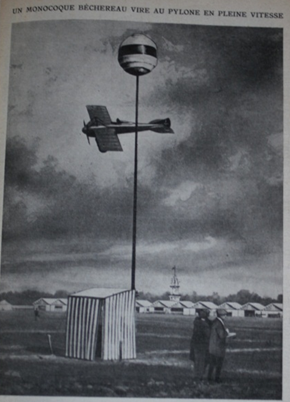 UN MONOCOQUE BÉCHEREAU VIRE AU PYLONE EN PLEINE VITESSE